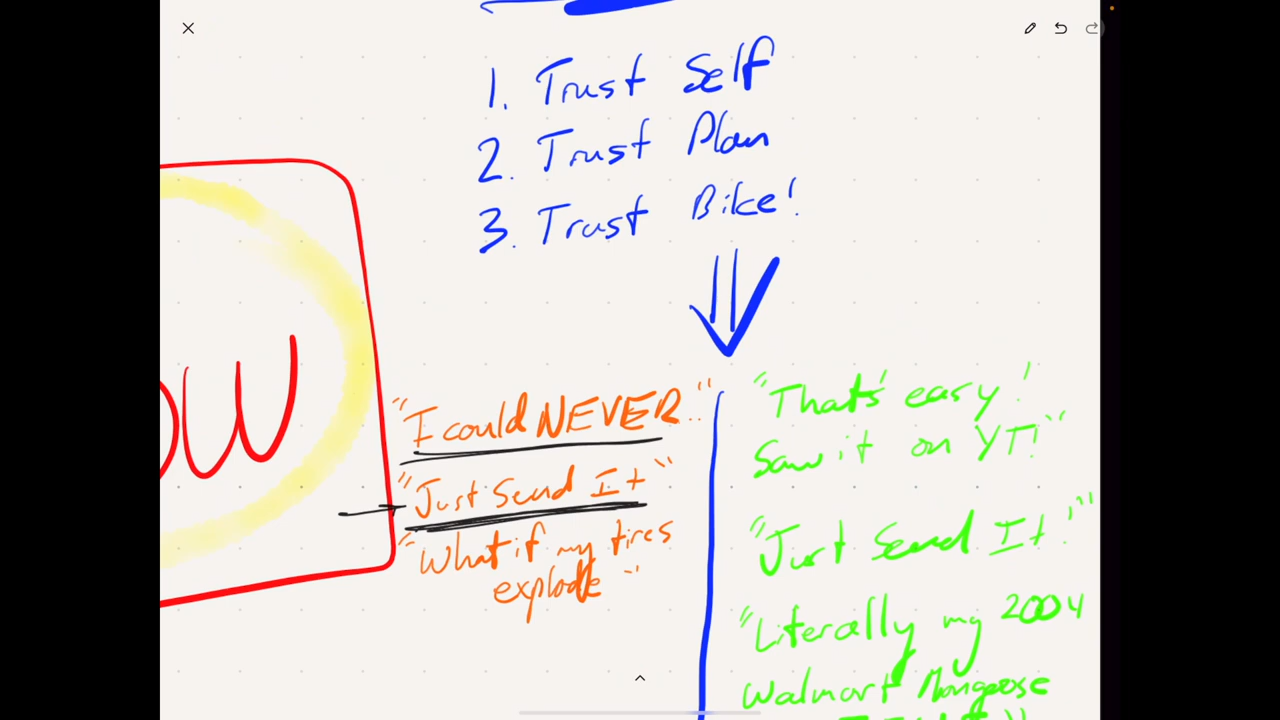 1. Trust Self
2. Trust Plan
3. Trust Bike!
ow
"I could NEVER.."
"Just Send It"
"What if my tires
explode"
"That's easy!
Saw it on YT!"
"Just Send It!"
"Literally my 2004
Walmart Mongoose